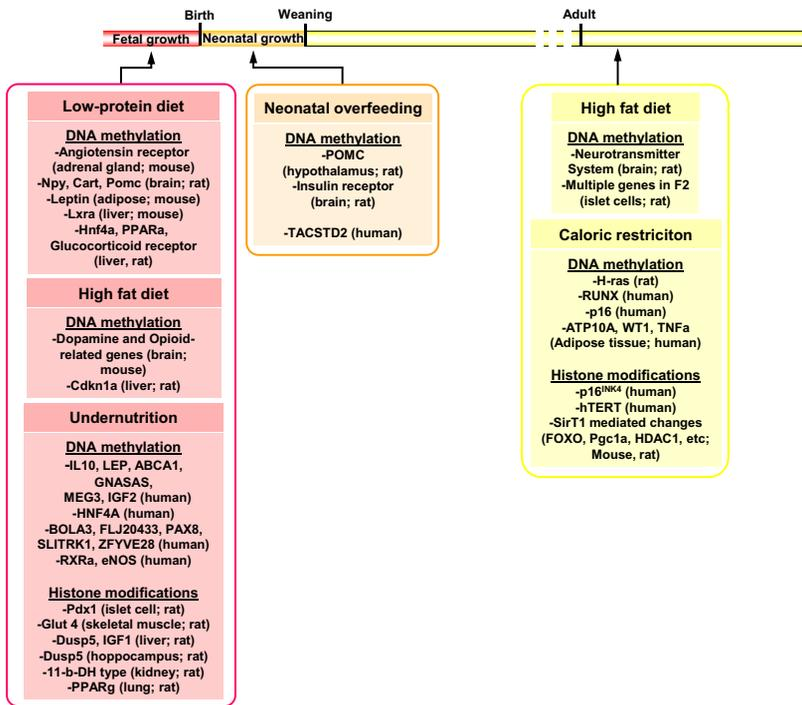 Birth
Weaning
Adult
Fetal growth
Neonatal growth
Low-protein diet
DNA methylation
-Angiotensin receptor
(adrenal gland; mouse)
-Npy, Cart, Pomc (brain; rat)
-Leptin (adipose; mouse)
-Lxra (liver; mouse)
-Hnf4a, PPARa,
Glucocorticoid receptor
(liver, rat)
High fat diet
DNA methylation
-Dopamine and Opioid-
related genes (brain;
mouse)
-Cdkn1a (liver; rat)
Undernutrition
DNA methylation
-IL10, LEP, ABCA1,
GNASAS,
MEG3, IGF2 (human)
-HNF4A (human)
-BOLA3, FLJ20433, PAX8,
SLITRK1, ZFYVE28 (human)
-RXRa, eNOS (human)
Histone modifications
-Pdx1 (islet cell; rat)
-Glut 4 (skeletal muscle; rat)
-Dusp5, IGF1 (liver; rat)
-Dusp5 (hoppocampus; rat)
-11-b-DH type (kidney; rat)
-PPARg (lung; rat)
Neonatal overfeeding
DNA methylation
-POMC
(hypothalamus; rat)
-Insulin receptor
(brain; rat)
-TACSTD2 (human)
High fat diet
DNA methylation
-Neurotransmitter
System (brain; rat)
-Multiple genes in F2
(islet cells; rat)
Caloric restriciton
DNA methylation
-H-ras (rat)
-RUNX (human)
-p16 (human)
-ATP10A, WT1, TNFa
(Adipose tissue; human)
Histone modifications
-p16INK4 (human)
-hTERT (human)
-SirT1 mediated changes
(FOXO, Pgc1a, HDAC1, etc;
Mouse, rat)